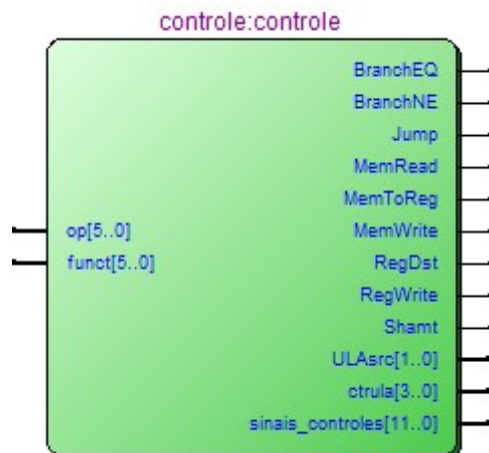 controle:controle
BranchEQ
BranchNE
Jump
MemRead
MemToReg
op[5..0] MemWrite
funct[5..0] RegDst
RegWrite
Shamt
ULAsrc[1..0]
ctrula[3..0]
sinais_controles[11..0]